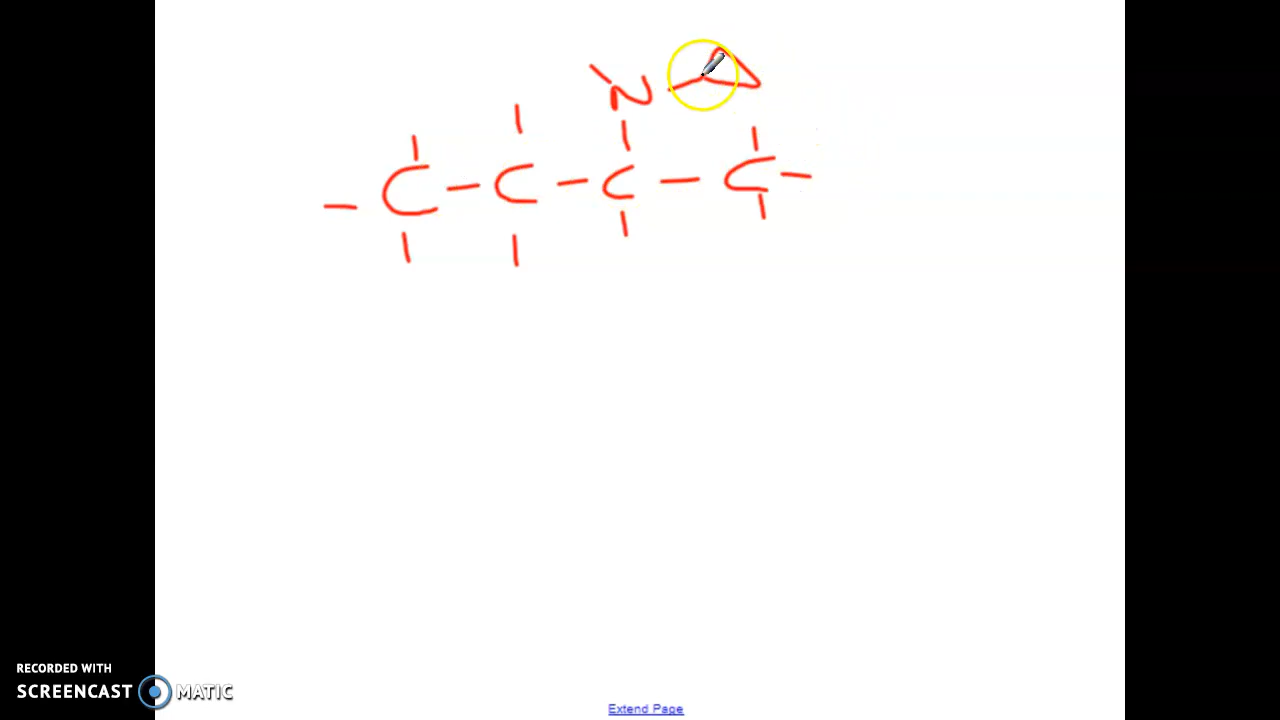 N
C - C - C - C
RECORDED WITH
SCREENCAST MATIC
Extend Page